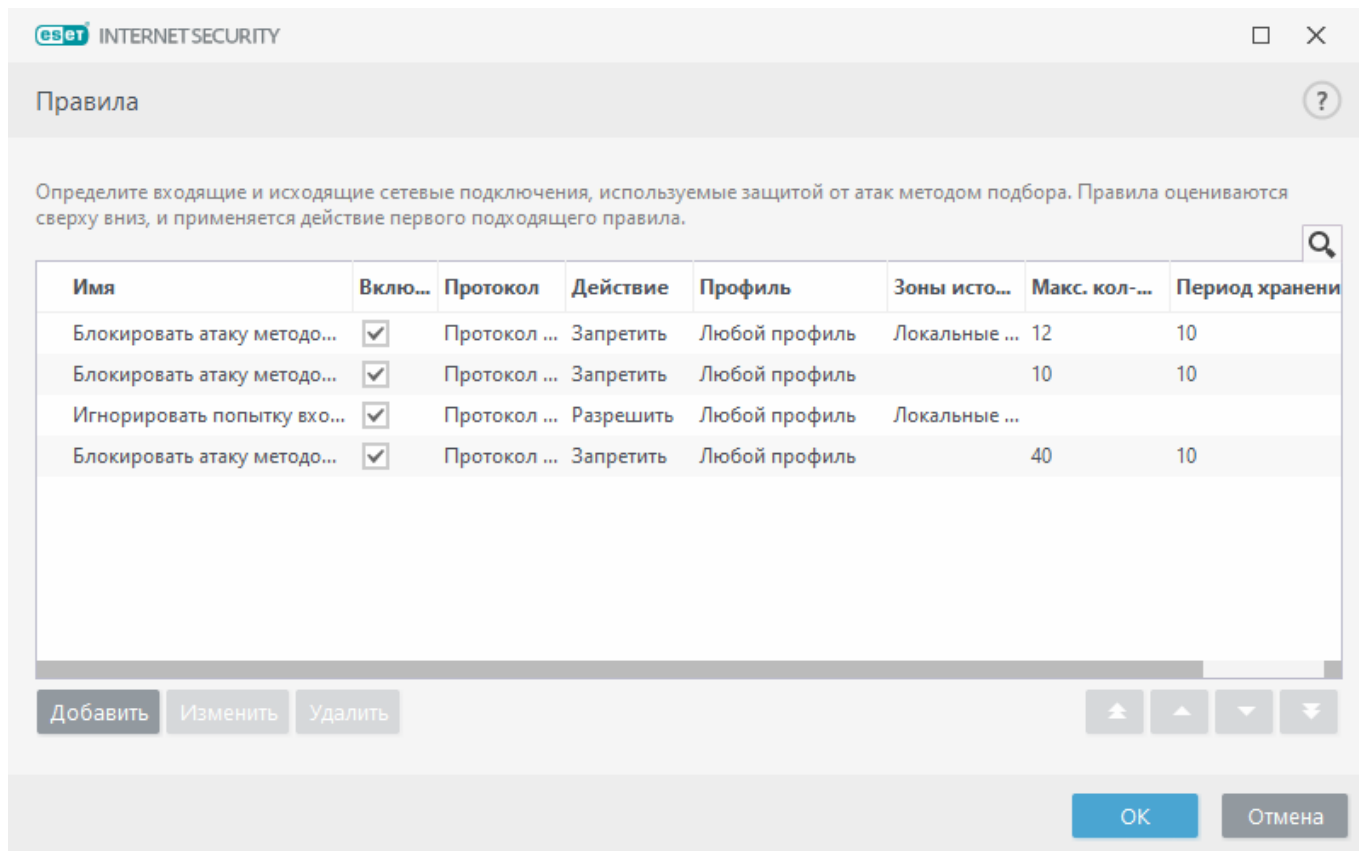 eset INTERNET SECURITY
Правила
?
Определите входящие и исходящие сетевые подключения, используемые защитой от атак методом подбора. Правила оцениваются
сверху вниз, и применяется действие первого подходящего правила.
Имя Вклю... Протокол Действие Профиль Зоны исто... Макс. кол-... Период хранени
Блокировать атаку методо... Протокол ... Запретить Любой профиль Локальные ... 12 10
Блокировать атаку методо... Протокол ... Запретить Любой профиль 10 10
Игнорировать попытку вхо... Протокол ... Разрешить Любой профиль Локальные ...
Блокировать атаку методо... Протокол ... Запретить Любой профиль 40 10
Добавить Изменить Удалить
OK Отмена